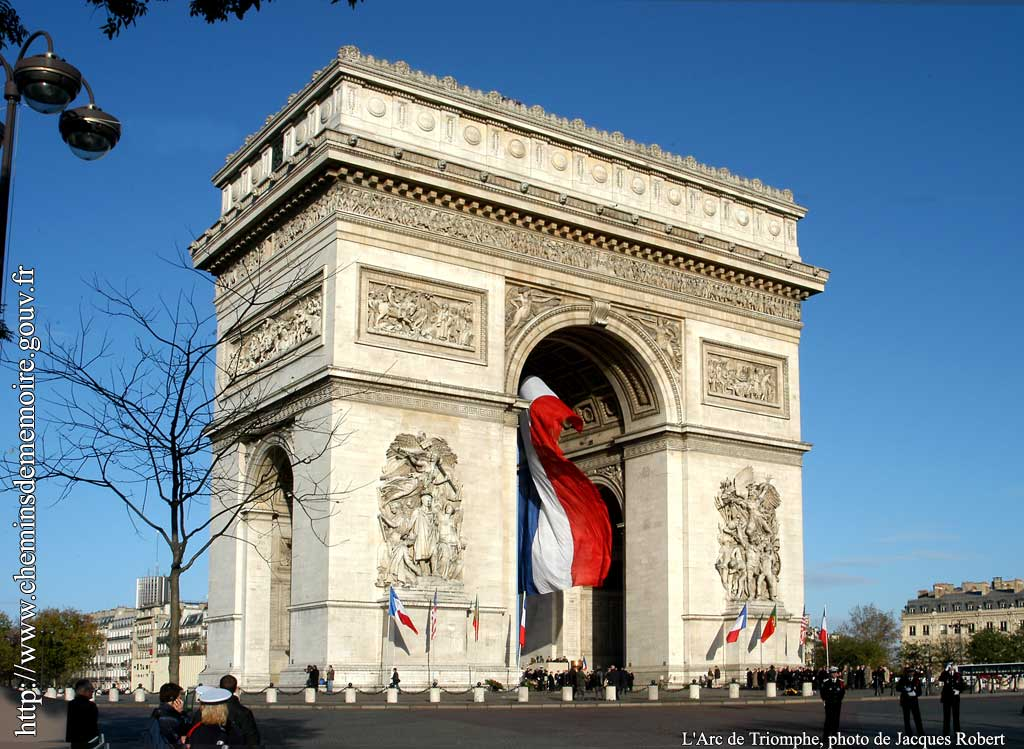 http://www.cheminsdememoire.gouv.fr
L'Arc de Triomphe, photo de Jacques Robert